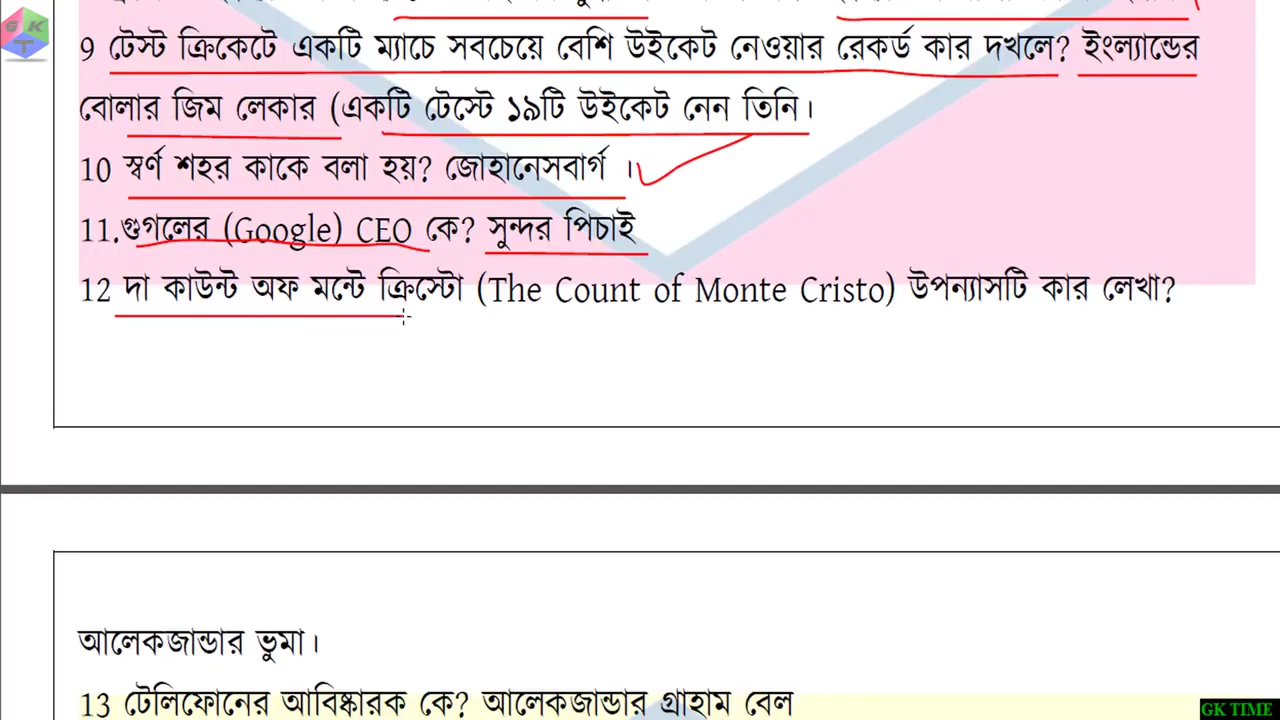 GKT
9 টেস্ট ক্রিকেটে একটি ম্যাচে সবচেয়ে বেশি উইকেট নেওয়ার রেকর্ড কার দখলে? ইংল্যান্ডের
বোলার জিম লেকার (একটি টেস্টে ১৯টি উইকেট নেন তিনি।
10 স্বর্ণ শহর কাকে বলা হয়? জোহানেসবার্গ ।
11.গুগলের (Google) CEO কে? সুন্দর পিচাই
12 দা কাউন্ট অফ মন্টে ক্রিস্টো (The Count of Monte Cristo) উপন্যাসটি কার লেখা?
আলেকজান্ডার ভুমা।
13 টেলিফোনের আবিষ্কারক কে? আলেকজান্ডার গ্রাহাম বেল
GK TIME